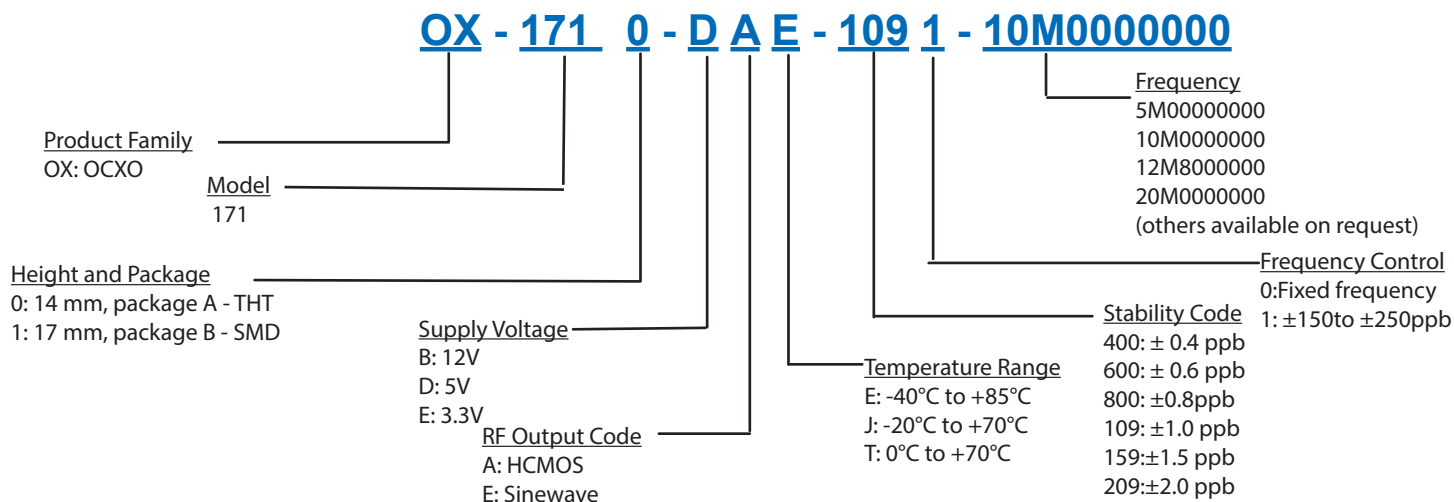 OX - 171 0 - D A E - 109 1 - 10M0000000
Product Family
OX: OCXO
Model
171
Height and Package
0: 14 mm, package A - THT
1: 17 mm, package B - SMD
Supply Voltage
B: 12V
D: 5V
E: 3.3V
RF Output Code
A: HCMOS
E: Sinewave
Temperature Range
E: -40°C to +85°C
J: -20°C to +70°C
T: 0°C to +70°C
Stability Code
400: ± 0.4 ppb
600: ± 0.6 ppb
800: ±0.8ppb
109: ±1.0 ppb
159:±1.5 ppb
209:±2.0 ppb
Frequency Control
0:Fixed frequency
1: ±150to ±250ppb
Frequency
5M00000000
10M0000000
12M8000000
20M0000000
(others available on request)